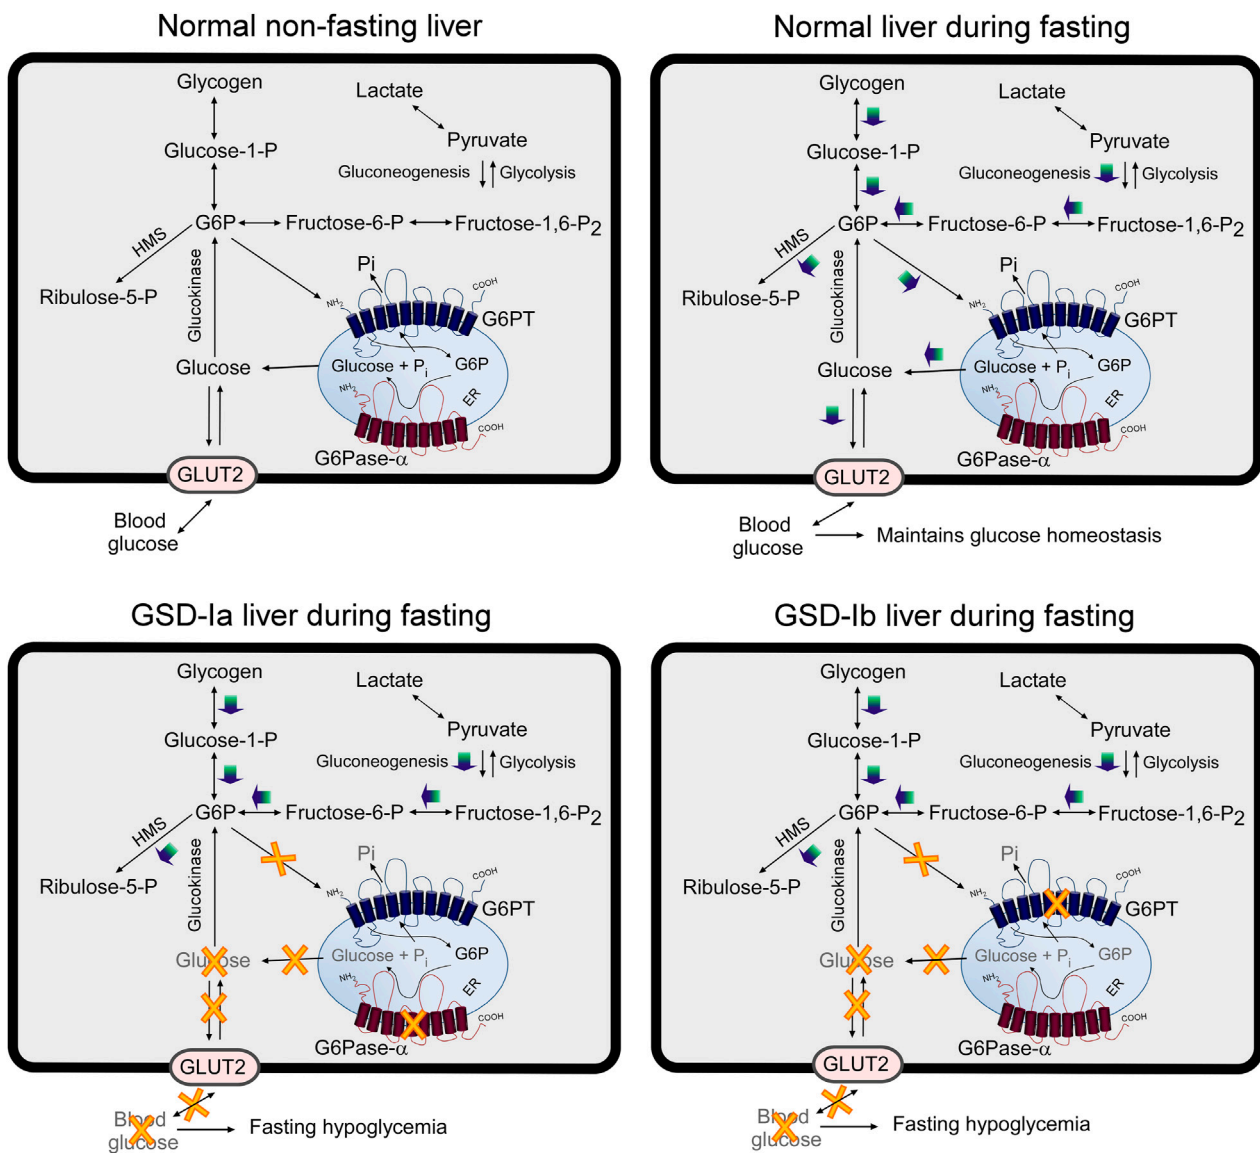 Normal non-fasting liver
Glycogen
Lactate
Glucose-1-P
Pyruvate
Gluconeogenesis
Glycolysis
G6P
Fructose-6-P
Fructose-1,6-P2
HMS
Ribulose-5-P
Glucokinase
Pi
NH2
COOH
G6PT
Glucose
Glucose + Pi
G6P
NH2
ER
COOH
G6Pase-α
GLUT2
Blood
glucose
Normal liver during fasting
Glycogen
Lactate
Glucose-1-P
Pyruvate
Gluconeogenesis
Glycolysis
G6P
Fructose-6-P
Fructose-1,6-P2
HMS
Ribulose-5-P
Glucokinase
Pi
NH2
COOH
G6PT
Glucose
Glucose + Pi
G6P
NH2
ER
COOH
G6Pase-α
GLUT2
Blood
glucose
Maintains glucose homeostasis
GSD-Ia liver during fasting
Glycogen
Lactate
Glucose-1-P
Pyruvate
Gluconeogenesis
Glycolysis
G6P
Fructose-6-P
Fructose-1,6-P2
HMS
Ribulose-5-P
Glucokinase
Pi
NH2
COOH
G6PT
Glucose
Glucose + Pi
G6P
NH2
ER
COOH
G6Pase-α
GLUT2
Blood
glucose
Fasting hypoglycemia
GSD-Ib liver during fasting
Glycogen
Lactate
Glucose-1-P
Pyruvate
Gluconeogenesis
Glycolysis
G6P
Fructose-6-P
Fructose-1,6-P2
HMS
Ribulose-5-P
Glucokinase
Pi
NH2
COOH
G6PT
Glucose
Glucose + Pi
G6P
NH2
ER
COOH
G6Pase-α
GLUT2
Blood
glucose
Fasting hypoglycemia